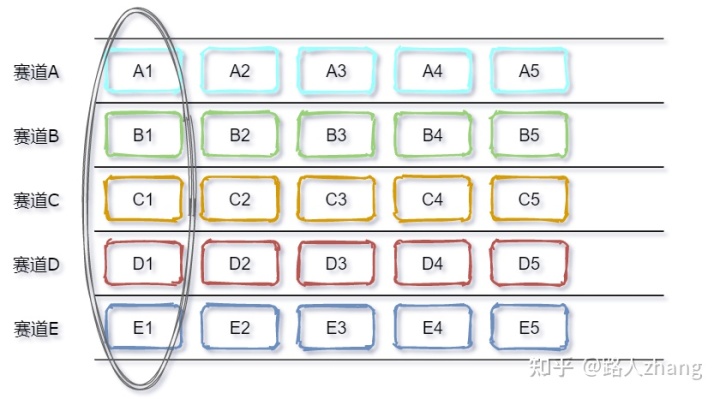 赛道A A1 A2 A3 A4 A5
赛道B B1 B2 B3 B4 B5
赛道C C1 C2 C3 C4 C5
赛道D D1 D2 D3 D4 D5
赛道E E1 E2 E3 E4 E5
知乎 @路人zhang